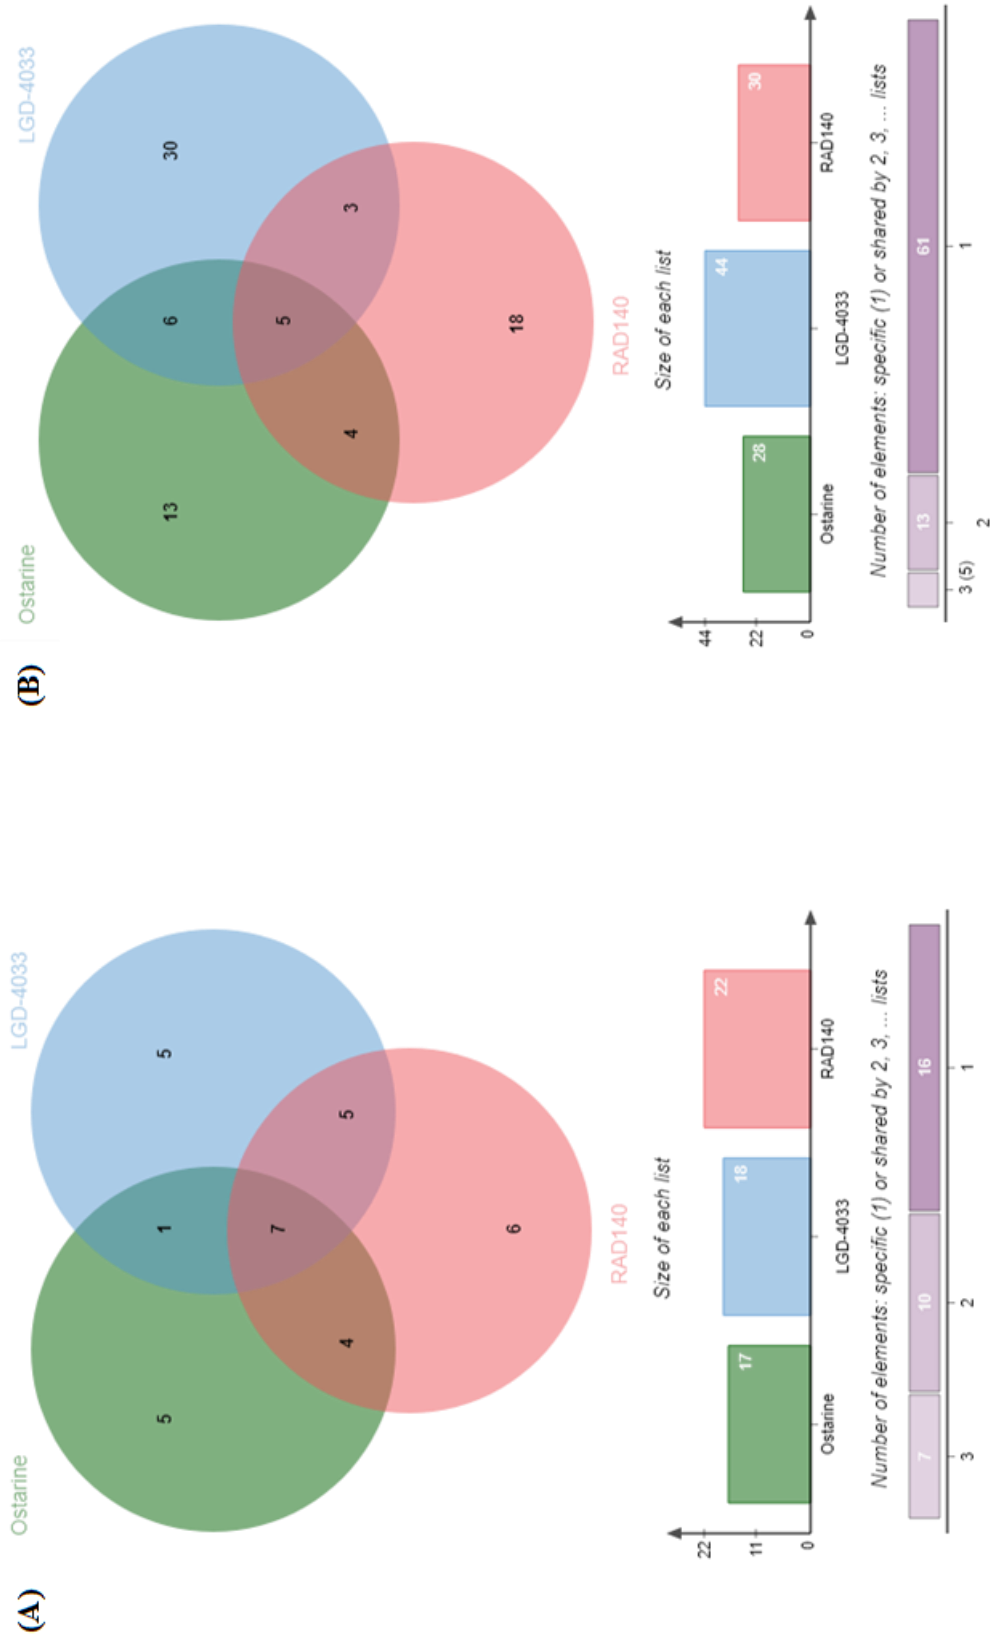 (A)
Ostarine
LGD-4033
5
1
5
7
4
5
6
RAD140
Size of each list
22
11
0
17
18
22
Ostarine
LGD-4033
RAD140
Number of elements: specific (1) or shared by 2, 3, ... lists
7
10
16
3
2
1
(B)
Ostarine
LGD-4033
13
6
30
5
4
3
18
RAD140
Size of each list
44
22
0
28
44
30
Ostarine
LGD-4033
RAD140
Number of elements: specific (1) or shared by 2, 3, ... lists
13
61
3 (5)
2
1